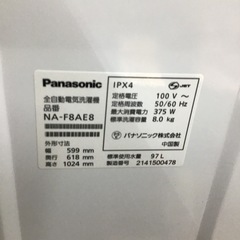 Panasonic
全自動電気洗濯機
品番
NA-F8AE8
外形寸法
幅 599 mm
奥行 618 mm
高さ 1024 mm
IPX4
JET
定格電圧 100 V~
定格周波数 50/60 Hz
最大消費電力 375 W
標準洗濯容量 8.0 kg
パナソニック株式会社
中国製
標準使用水量 97 L
製造番号 2141500478